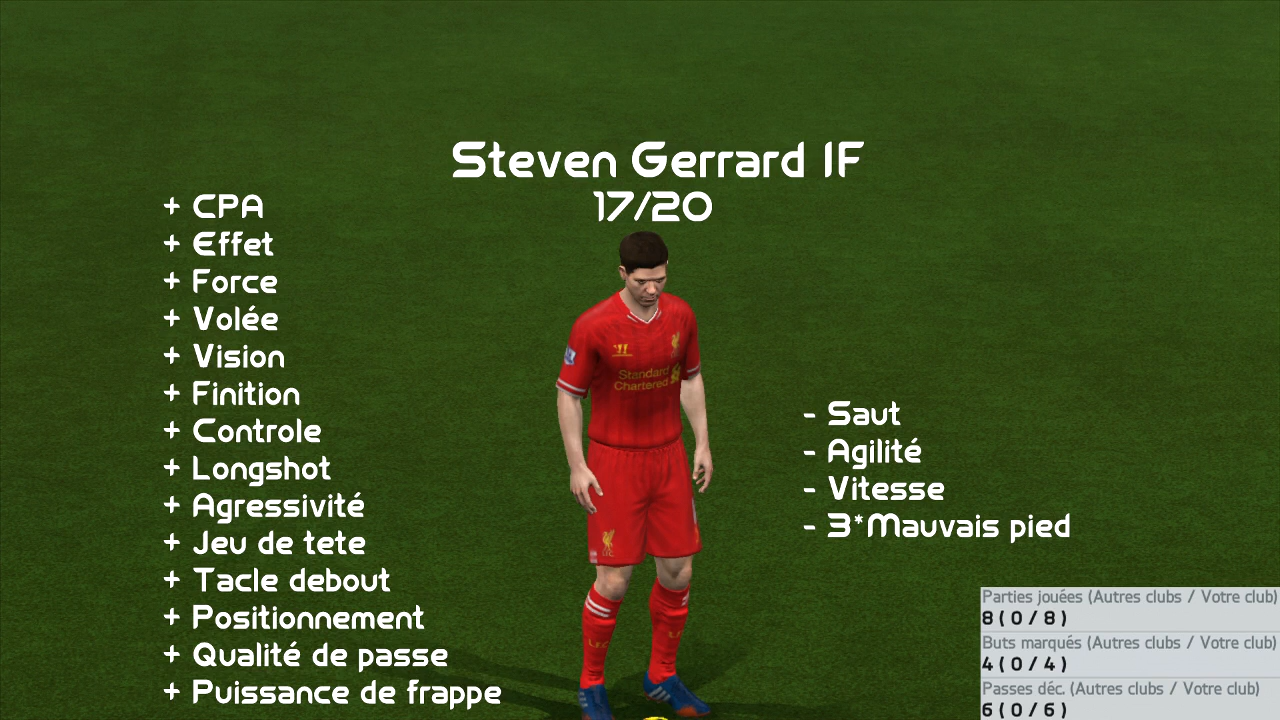 Steven Gerrard IF
17/20
+ CPA
+ Effet
+ Force
+ Volée
+ Vision
+ Finition
+ Controle
+ Longshot
+ Agressivité
+ Jeu de tete
+ Tacle debout
+ Positionnement
+ Qualité de passe
+ Puissance de frappe
Standard
Chartered
L.F.C
- Saut
- Agilité
- Vitesse
- 3*Mauvais pied
Parties jouées (Autres clubs / Votre club)
8 ( 0 / 8 )
Buts marqués (Autres clubs / Votre club)
4 ( 0 / 4 )
Passes déc. (Autres clubs / Votre club)
6 ( 0 / 6 )